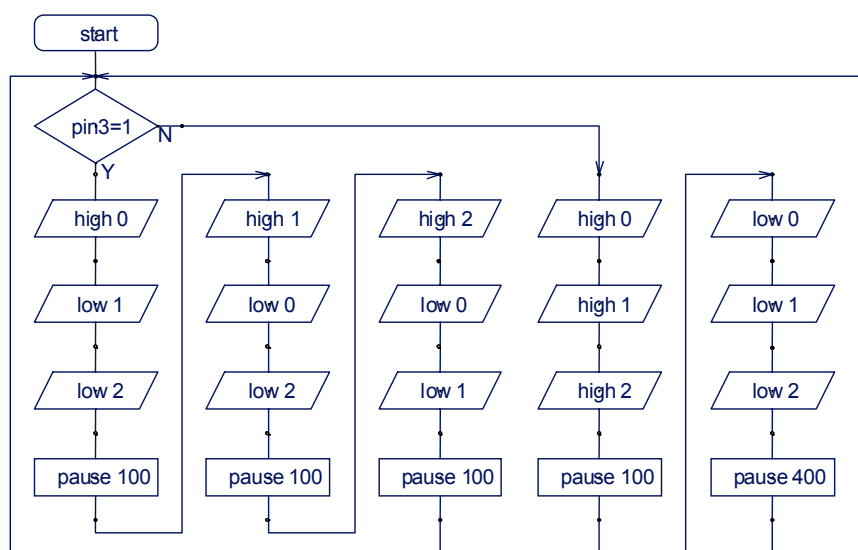 start
pin3=1
N
Y
high 0
low 1
low 2
pause 100
high 1
low 0
low 2
pause 100
high 2
low 0
low 1
pause 100
high 0
high 1
high 2
pause 100
low 0
low 1
low 2
pause 400